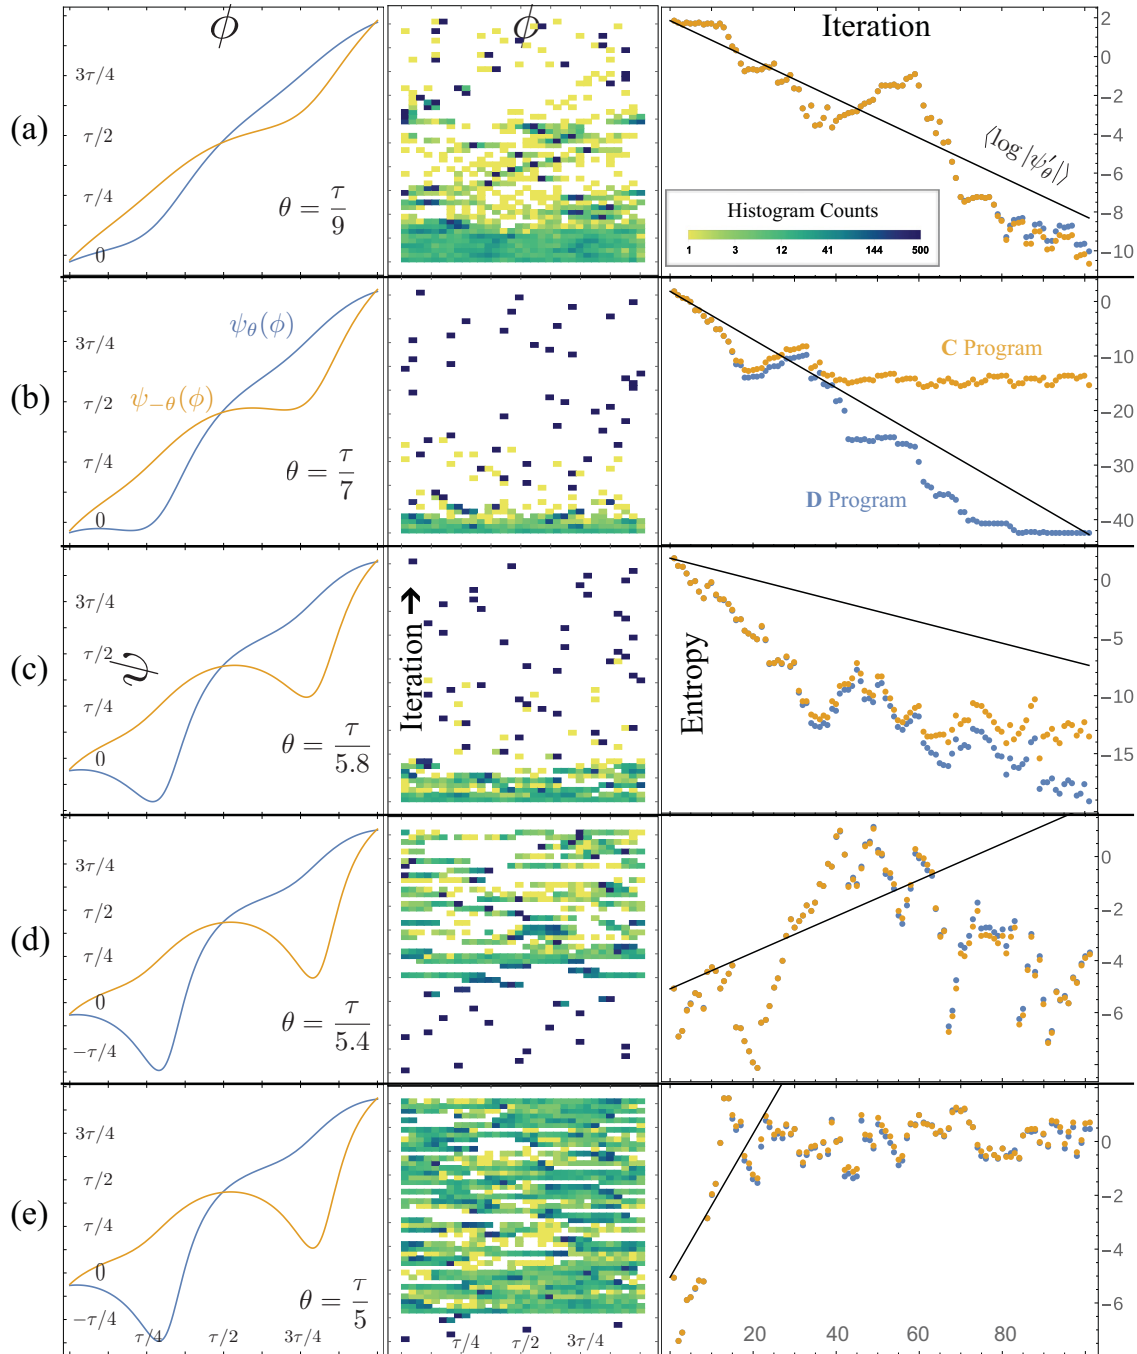 ϕ
ϕ
Iteration
(a)
3τ/4
τ/2
τ/4
0
θ = τ/9
⟨log |ψ′θ|⟩
Histogram Counts
1 3 12 41 144 500
2
0
−2
−4
−6
−8
−10
(b)
ψθ(ϕ)
ψ−θ(ϕ)
3τ/4
τ/2
τ/4
0
θ = τ/7
C Program
D Program
0
−10
−20
−30
−40
(c)
ψ
3τ/4
τ/2
τ/4
0
θ = τ/5.8
Iteration →
Entropy
0
−5
−10
−15
(d)
3τ/4
τ/2
τ/4
0
−τ/4
θ = τ/5.4
0
−2
−4
−6
(e)
3τ/4
τ/2
τ/4
0
−τ/4
θ = τ/5
τ/4 τ/2 3τ/4
τ/4 τ/2 3τ/4
0
−2
−4
−6
20 40 60 80